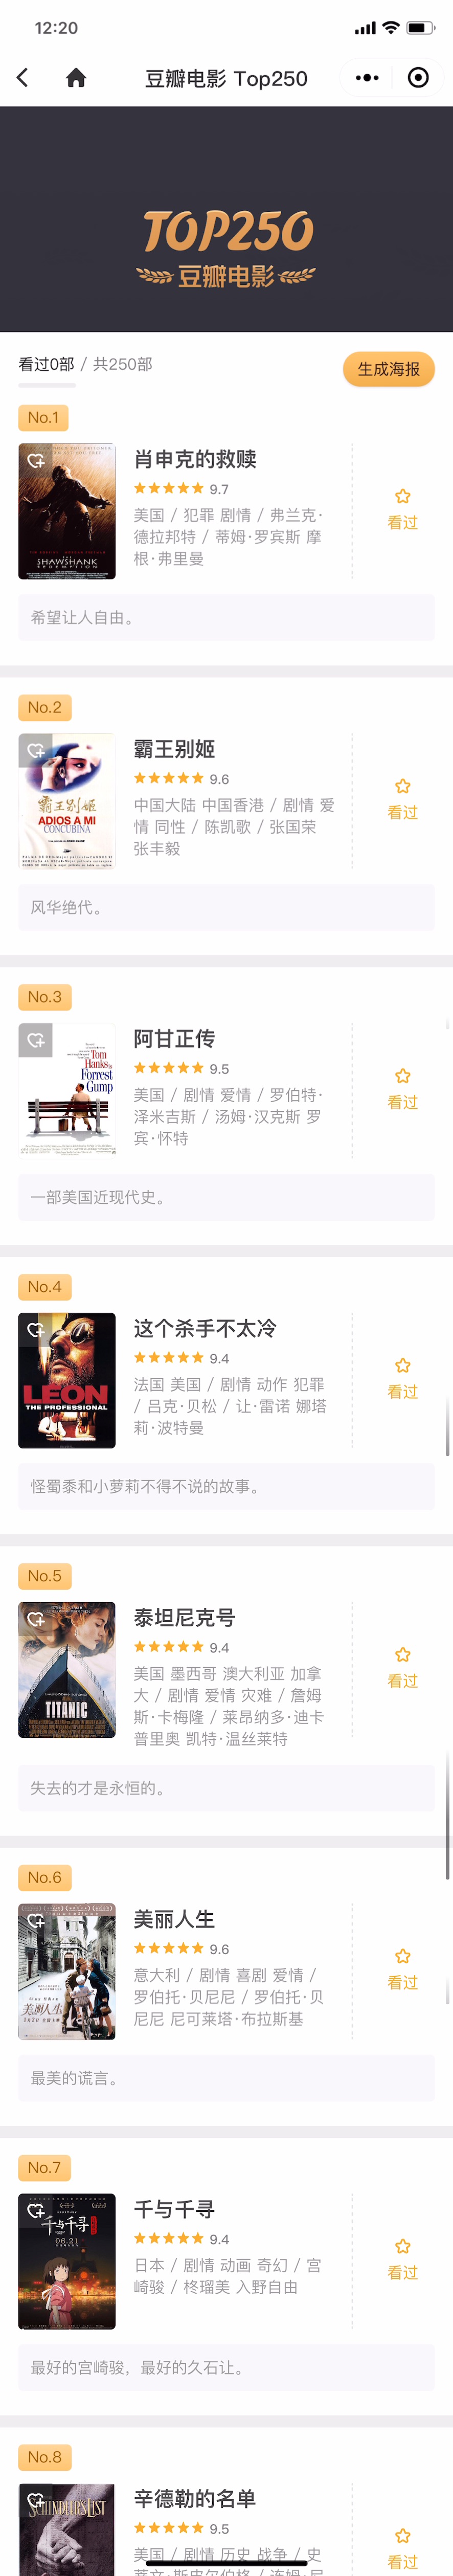 12:20
豆瓣电影 Top250
TOP250
豆瓣电影
看过0部 / 共250部
生成海报
No.1
肖申克的救赎
9.7
美国 / 犯罪 剧情 / 弗兰克·
德拉邦特 / 蒂姆·罗宾斯 摩
根·弗里曼
看过
THE
SHAWSHANK
REDEMPTION
希望让人自由。
No.2
霸王别姬
9.6
中国大陆 中国香港 / 剧情 爱
情 同性 / 陈凯歌 / 张国荣
张丰毅
看过
霸王别姬
ADIOS A MI
CONCUBINA
风华绝代。
No.3
阿甘正传
9.5
美国 / 剧情 爱情 / 罗伯特·
泽米吉斯 / 汤姆·汉克斯 罗
宾·怀特
看过
Tom
Hanks is
Forrest
Gump
一部美国近现代史。
No.4
这个杀手不太冷
9.4
法国 美国 / 剧情 动作 犯罪
/ 吕克·贝松 / 让·雷诺 娜塔
莉·波特曼
看过
LEON
THE PROFESSIONAL
怪蜀黍和小萝莉不得不说的故事。
No.5
泰坦尼克号
9.4
美国 墨西哥 澳大利亚 加拿
大 / 剧情 爱情 灾难 / 詹姆
斯·卡梅隆 / 莱昂纳多·迪卡
普里奥 凯特·温丝莱特
看过
TITANIC
失去的才是永恒的。
No.6
美丽人生
9.6
意大利 / 剧情 喜剧 爱情 /
罗伯托·贝尼尼 / 罗伯托·贝
尼尼 尼可莱塔·布拉斯基
看过
美丽人生
最美的谎言。
No.7
千与千寻
9.4
日本 / 剧情 动画 奇幻 / 宫
崎骏 / 柊瑠美 入野自由
看过
千与千寻
06.21
最好的宫崎骏，最好的久石让。
No.8
辛德勒的名单
9.5
美国 / 剧情 历史 战争 / 史
蒂文·斯皮尔伯格 / 连姆·尼
看过
SCHINDLER'S LIST